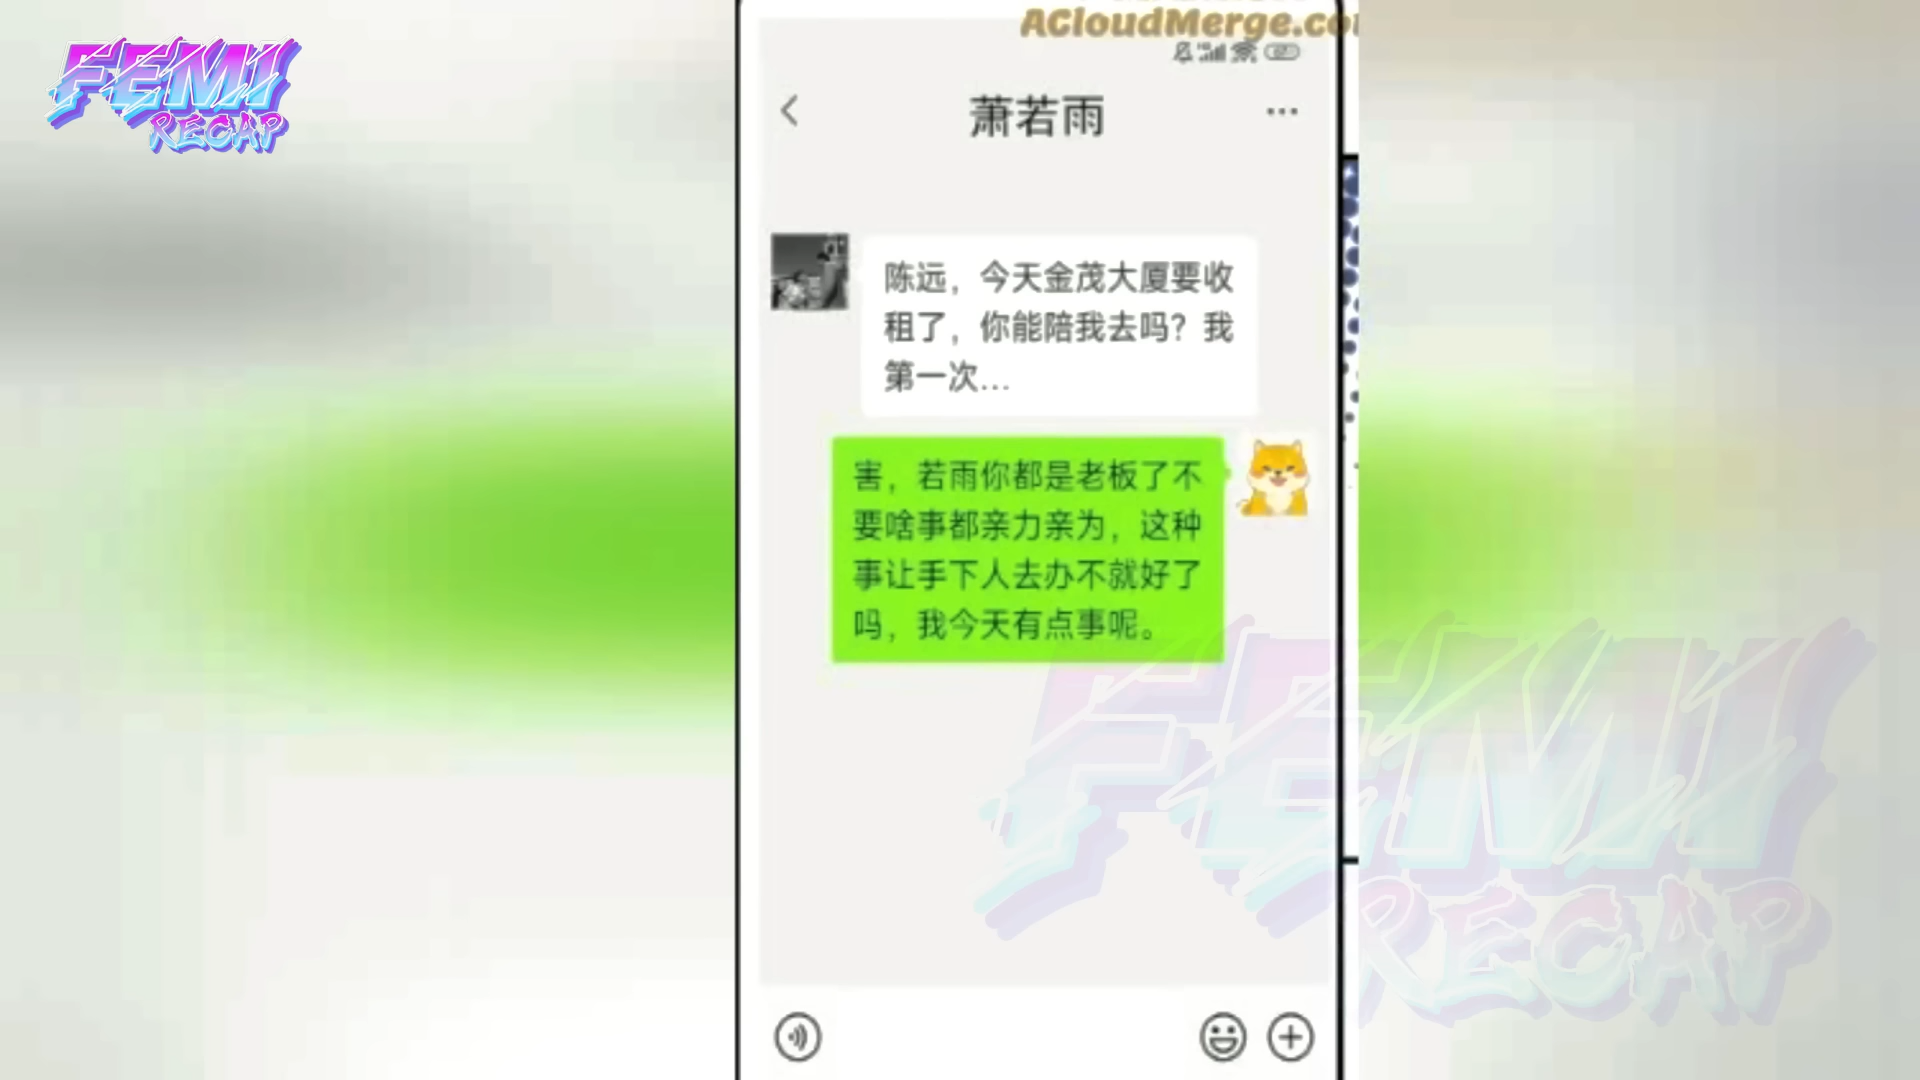 FEMI
RECAP
ACloudMerge.co
萧若雨
陈远，今天金茂大厦要收
租了，你能陪我去吗？我
第一次...
害，若雨你都是老板了不
要啥事都亲力亲为，这种
事让手下人去办不就好了
吗，我今天有点事呢。
FEMI
RECAP